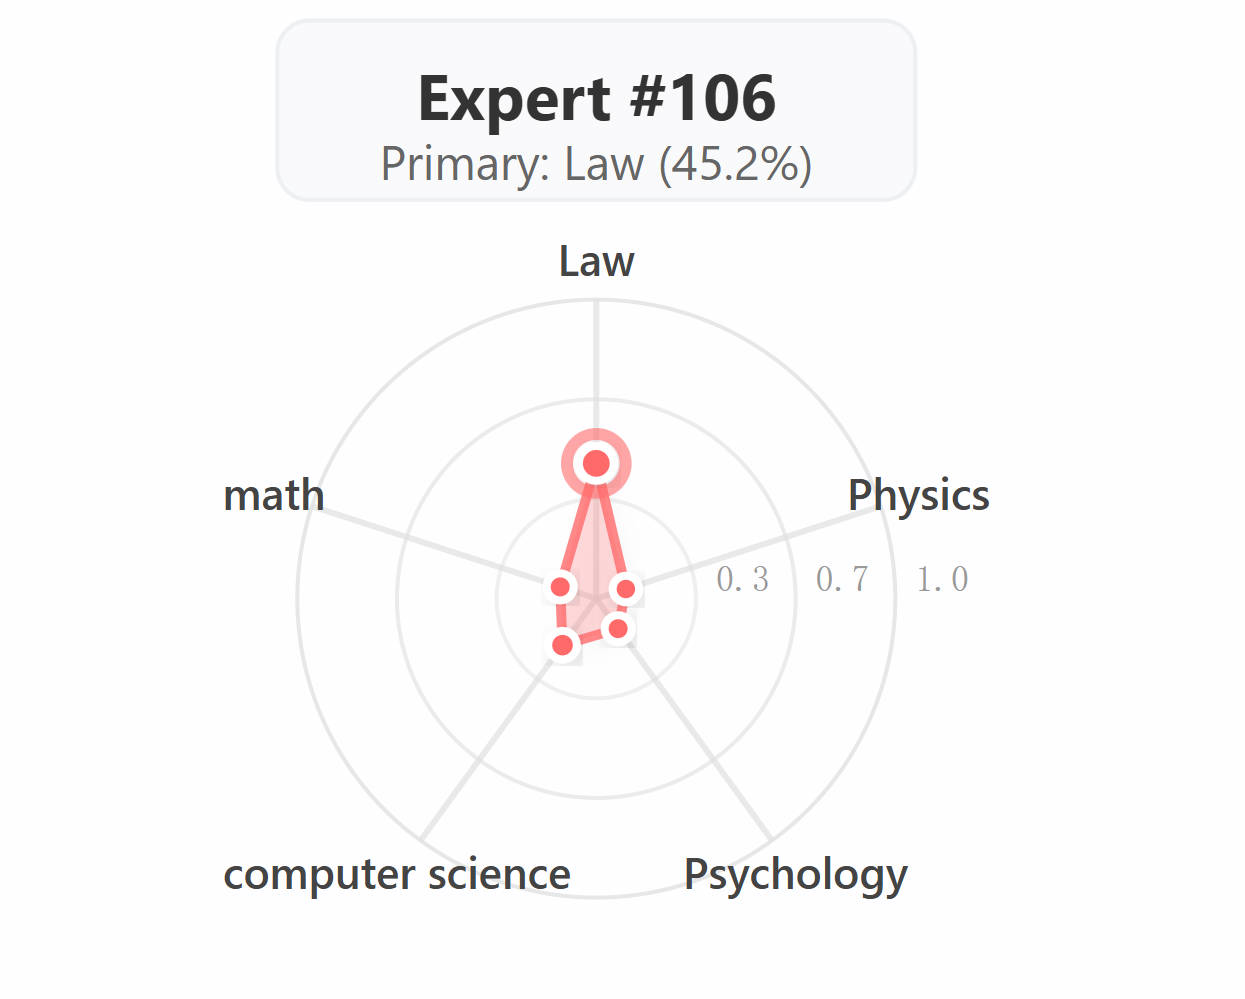 Expert #106
Primary: Law (45.2%)
Law
math
Physics
0.3
0.7
1.0
computer science
Psychology